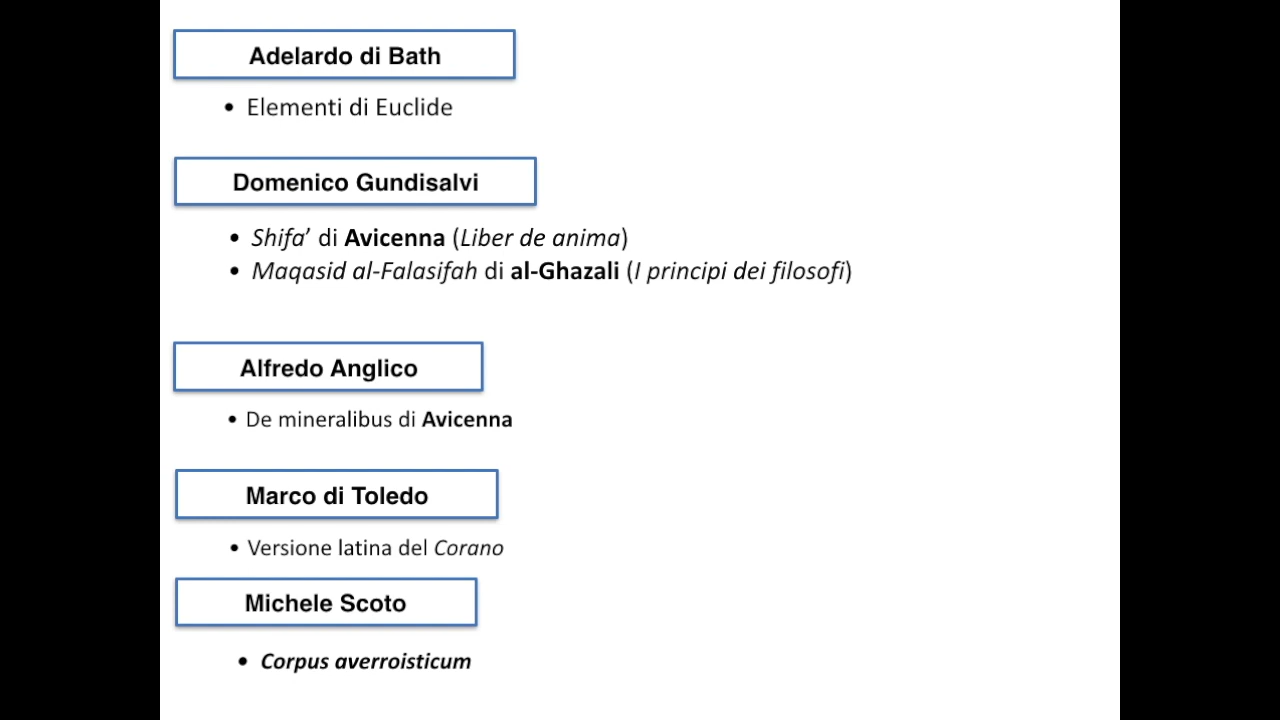 Adelardo di Bath
• Elementi di Euclide
Domenico Gundisalvi
• Shifa’ di Avicenna (Liber de anima)
• Maqasid al-Falasifah di al-Ghazali (I principi dei filosofi)
Alfredo Anglico
• De mineralibus di Avicenna
Marco di Toledo
• Versione latina del Corano
Michele Scoto
• Corpus averroisticum